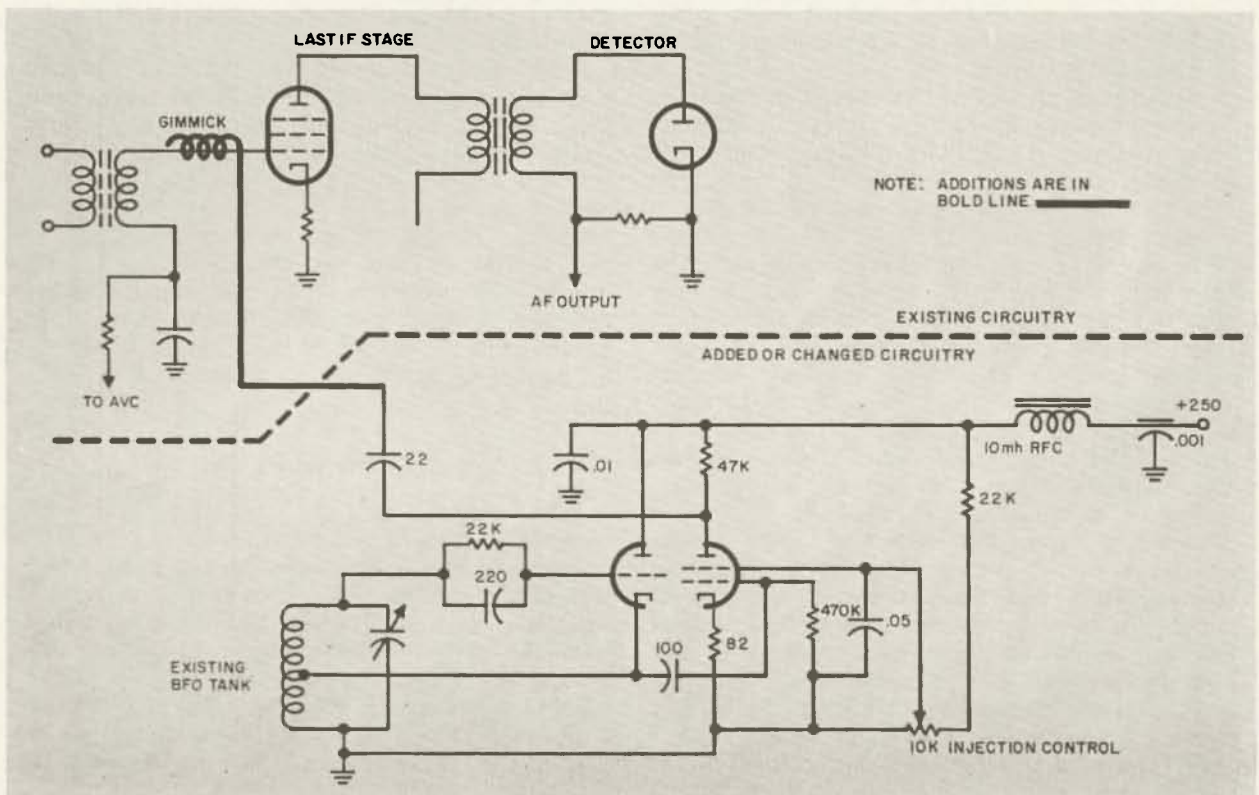 LAST IF STAGE
DETECTOR
GIMMICK
NOTE: ADDITIONS ARE IN
BOLD LINE
AF OUTPUT
EXISTING CIRCUITRY
ADDED OR CHANGED CIRCUITRY
TO AVC
+250
.001
10mh RFC
22
.01
47K
22K
22K
220
470K
.05
82
100
EXISTING
BFO TANK
10K INJECTION CONTROL